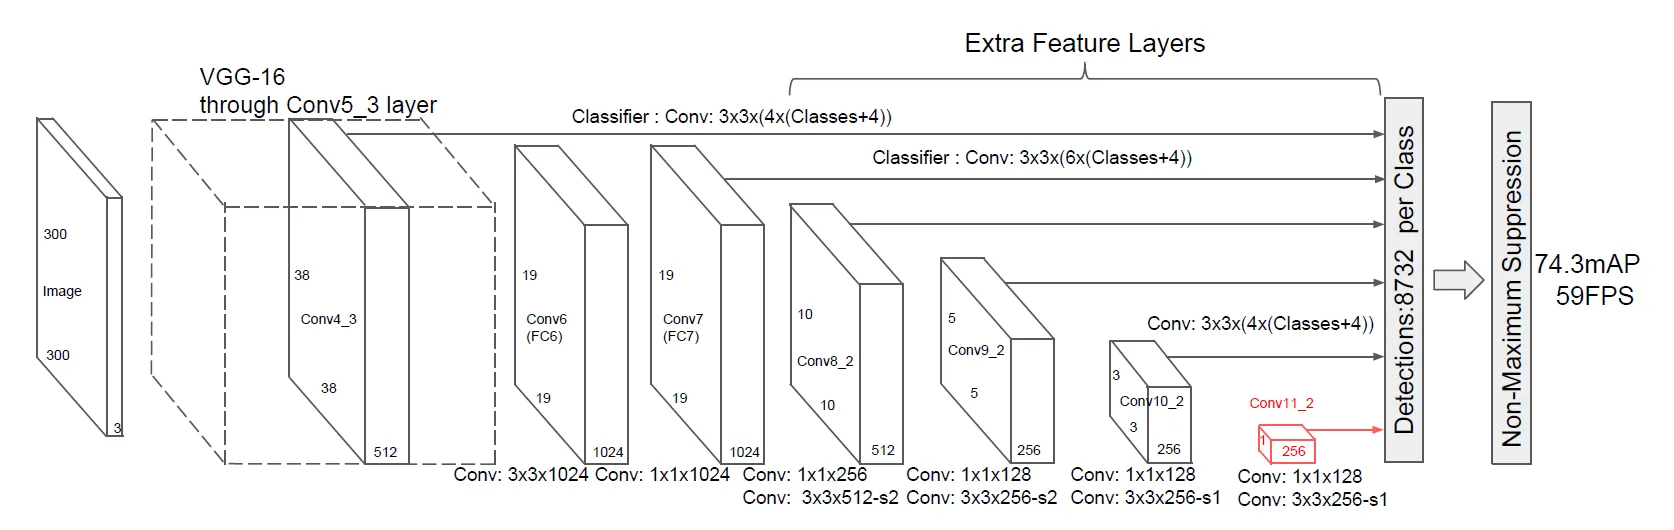 Extra Feature Layers
VGG-16
through Conv5_3 layer
Classifier : Conv: 3x3x(4x(Classes+4))
Classifier : Conv: 3x3x(6x(Classes+4))
300
Image
300
3
38
Conv4_3
38
512
19
Conv6
(FC6)
19
1024
19
Conv7
(FC7)
19
1024
10
Conv8_2
10
512
5
Conv9_2
5
256
Conv: 3x3x(4x(Classes+4))
3
Conv10_2
3
256
Conv11_2
1
256
Conv: 3x3x1024
Conv: 1x1x1024
Conv: 1x1x256
Conv: 3x3x512-s2
Conv: 1x1x128
Conv: 3x3x256-s2
Conv: 1x1x128
Conv: 3x3x256-s1
Conv: 1x1x128
Conv: 3x3x256-s1
Detections:8732 per Class
Non-Maximum Suppression
74.3mAP
59FPS